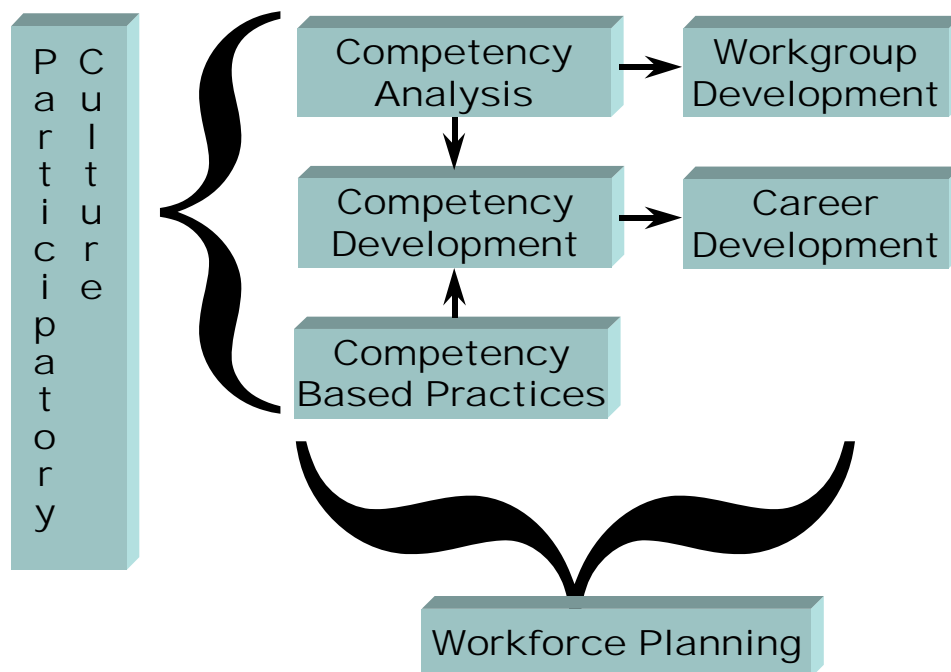 Participatory
Culture
Competency
Analysis
Workgroup
Development
Competency
Development
Career
Development
Competency
Based Practices
Workforce Planning